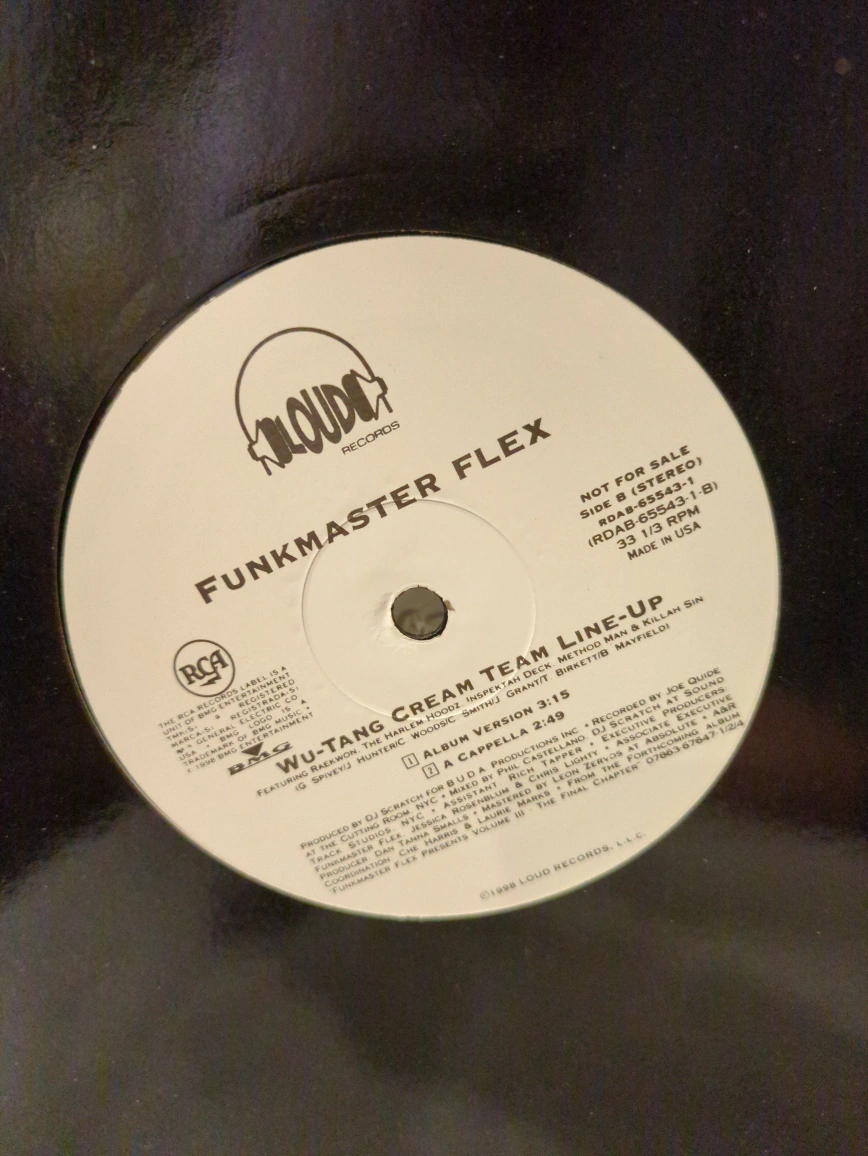 LOUD
RECORDS
FUNKMASTER FLEX
NOT FOR SALE
SIDE B (STEREO)
RDAB-65543-1
(RDAB-65543-1-B)
33 1/3 RPM
MADE IN USA
RCA
THE RCA RECORDS LABEL IS A
UNIT OF BMG ENTERTAINMENT
TMK(S). ® REGISTERED
MARCA(S). REGISTRADA(S)
GENERAL ELECTRIC CO.
USA • BMG LOGO IS A
TRADEMARK OF BMG MUSIC •
1998 BMG ENTERTAINMENT
BMG
WU-TANG CREAM TEAM LINE-UP
FEATURING RAEKWON, THE HARLEM HOODZ, INSPEKTAH DECK, METHOD MAN & KILLAH SIN
(G SPIVEY/J HUNTER/C WOODS/C SMITH/J GRANT/T BIRKETT/B MAYFIELD)
1 ALBUM VERSION 3:15
2 A CAPPELLA 2:49
PRODUCED BY DJ SCRATCH FOR B.U.D.A. PRODUCTIONS INC • RECORDED BY JOE QUIDE
AT THE CUTTING ROOM, NYC • MIXED BY PHIL CASTELLANO, DJ SCRATCH AT SOUND
TRACK STUDIOS, NYC • ASSISTANT RICH TAPPER • EXECUTIVE PRODUCERS
FUNKMASTER FLEX, JESSICA ROSENBLUM & CHRIS LIGHTY • ASSOCIATE EXECUTIVE
PRODUCER DAN TANNA SMALLS • MASTERED BY LEON ZERVOS AT ABSOLUTE • A&R
COORDINATION CHE HARRIS & LAURIE MARKS • FROM THE FORTHCOMING ALBUM
"FUNKMASTER FLEX PRESENTS VOLUME III THE FINAL CHAPTER" 07863-67647-1/2/4
©1998 LOUD RECORDS, L.L.C.